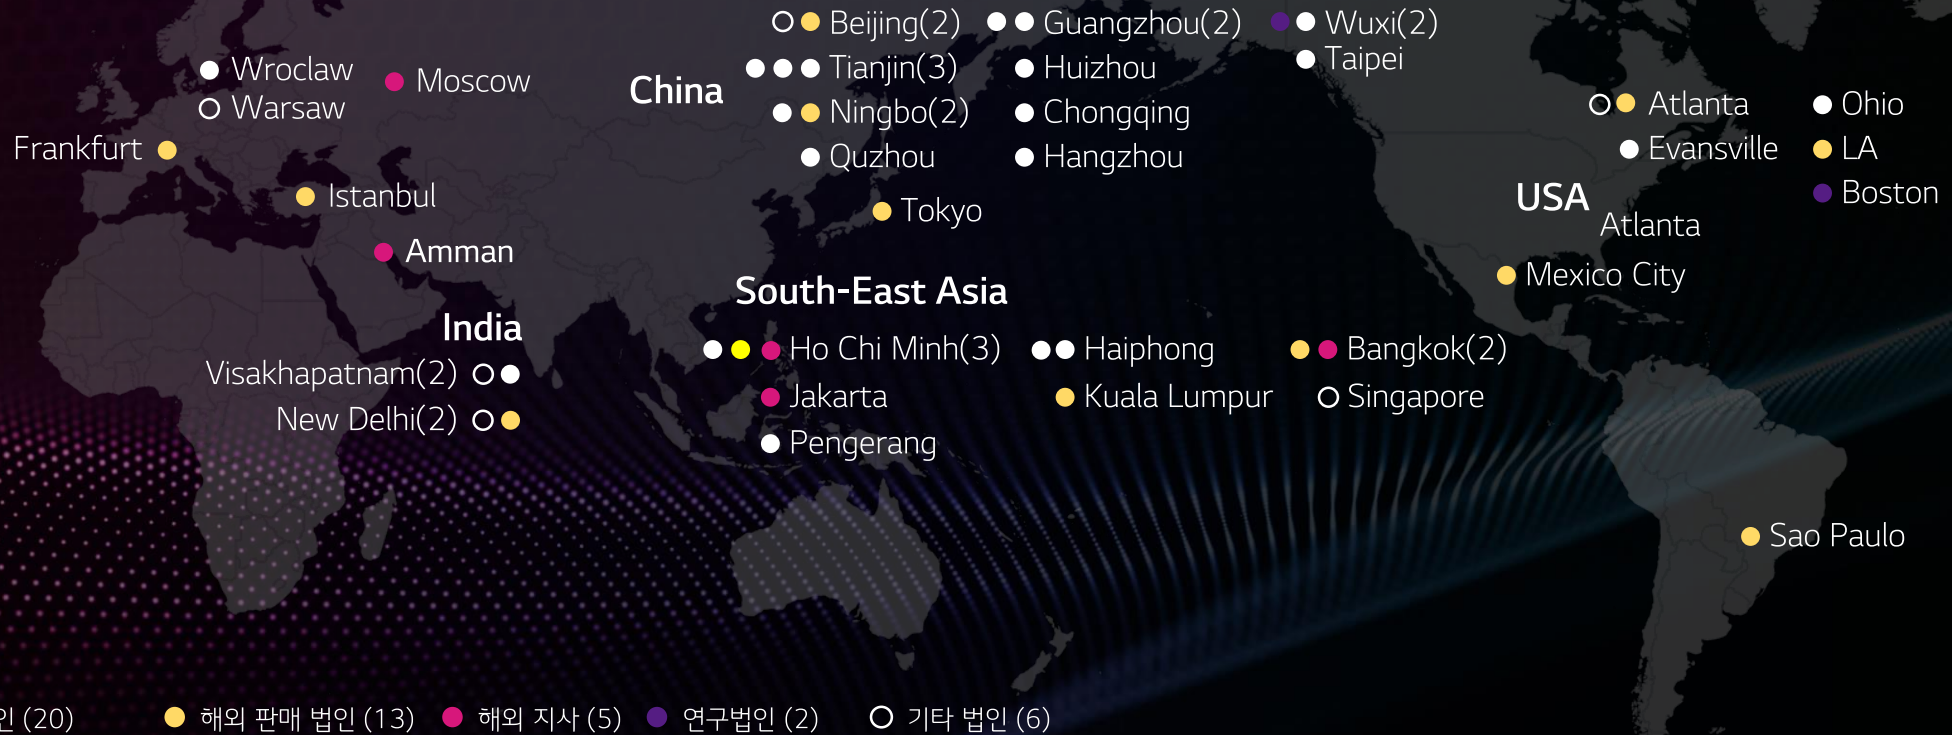 Wroclaw
Warsaw
Moscow
Frankfurt
Istanbul
Amman
India
Visakhapatnam(2)
New Delhi(2)
China
Beijing(2)
Tianjin(3)
Ningbo(2)
Quzhou
Guangzhou(2)
Huizhou
Chongqing
Hangzhou
Wuxi(2)
Taipei
Tokyo
South-East Asia
Ho Chi Minh(3)
Jakarta
Pengerang
Haiphong
Kuala Lumpur
Bangkok(2)
Singapore
USA
Atlanta
Evansville
Ohio
LA
Boston
Atlanta
Mexico City
Sao Paulo
인 (20)
해외 판매 법인 (13)
해외 지사 (5)
연구법인 (2)
기타 법인 (6)